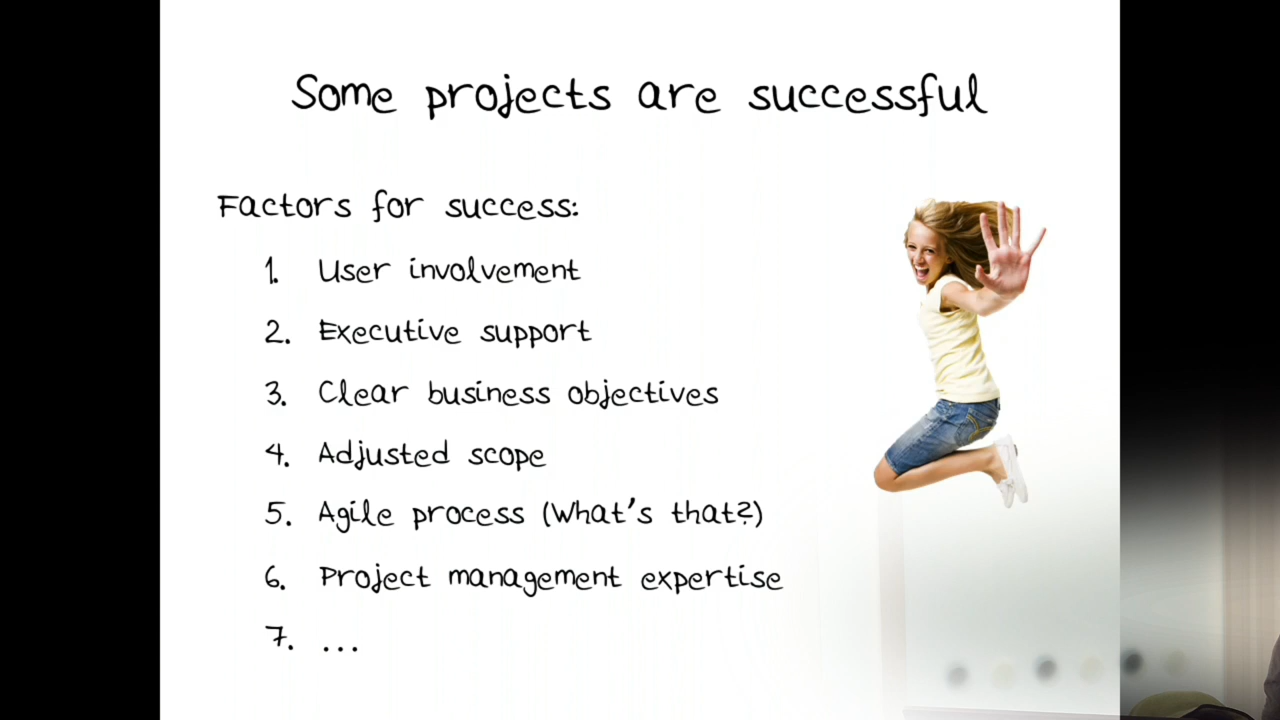 Some projects are successful
Factors for success:
1. User involvement
2. Executive support
3. Clear business objectives
4. Adjusted scope
5. Agile process (What's that?)
6. Project management expertise
7. ...